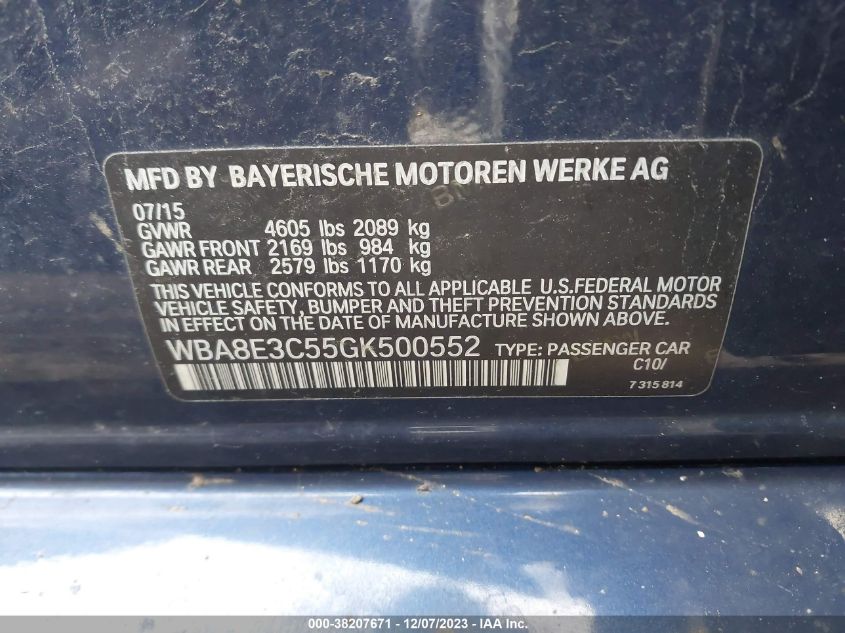 MFD BY BAYERISCHE MOTOREN WERKE AG
07/15
GVWR 4605 lbs 2089 kg
GAWR FRONT 2169 lbs 984 kg
GAWR REAR 2579 lbs 1170 kg
THIS VEHICLE CONFORMS TO ALL APPLICABLE U.S.FEDERAL MOTOR
VEHICLE SAFETY, BUMPER AND THEFT PREVENTION STANDARDS
IN EFFECT ON THE DATE OF MANUFACTURE SHOWN ABOVE.
WBA8E3C55GK500552 TYPE: PASSENGER CAR
C10/
7 315 814
000-38207671 - 12/07/2023 - IAA Inc.